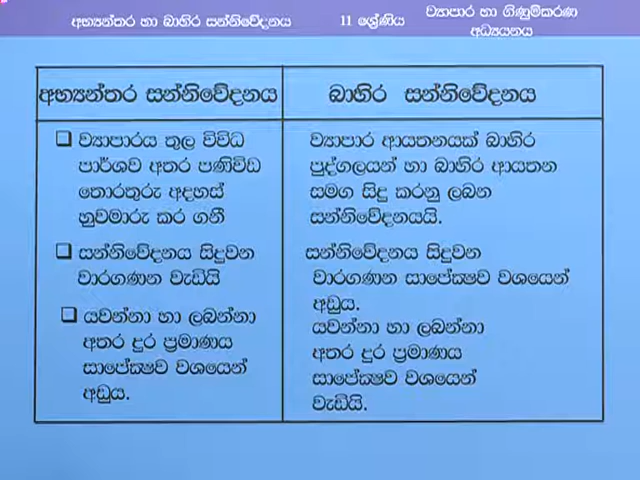 අභ්‍යන්තර හා බාහිර සන්නිවේදනය
11 ශ්‍රේණිය
ව්‍යාපාර හා ගිණුම්කරණ
අධ්‍යයනය
අභ්‍යන්තර සන්නිවේදනය
ව්‍යාපාරය තුල විවිධ
පාර්ශව අතර පණිවිඩ
තොරතුරු අදහස්
හුවමාරු කර ගනී
සන්නිවේදනය සිදුවන
වාරගණන වැඩියි
යවන්නා හා ලබන්නා
අතර දුර ප්‍රමාණය
සාපේක්‍ෂව වශයෙන්
අඩුය.
බාහිර සන්නිවේදනය
ව්‍යාපාර ආයතනයක් බාහිර
පුද්ගලයන් හා බාහිර ආයතන
සමග සිදු කරනු ලබන
සන්නිවේදනයයි.
සන්නිවේදනය සිදුවන
වාරගණන සාපේක්‍ෂව වශයෙන්
අඩුය.
යවන්නා හා ලබන්නා
අතර දුර ප්‍රමාණය
සාපේක්‍ෂව වශයෙන්
වැඩියි.